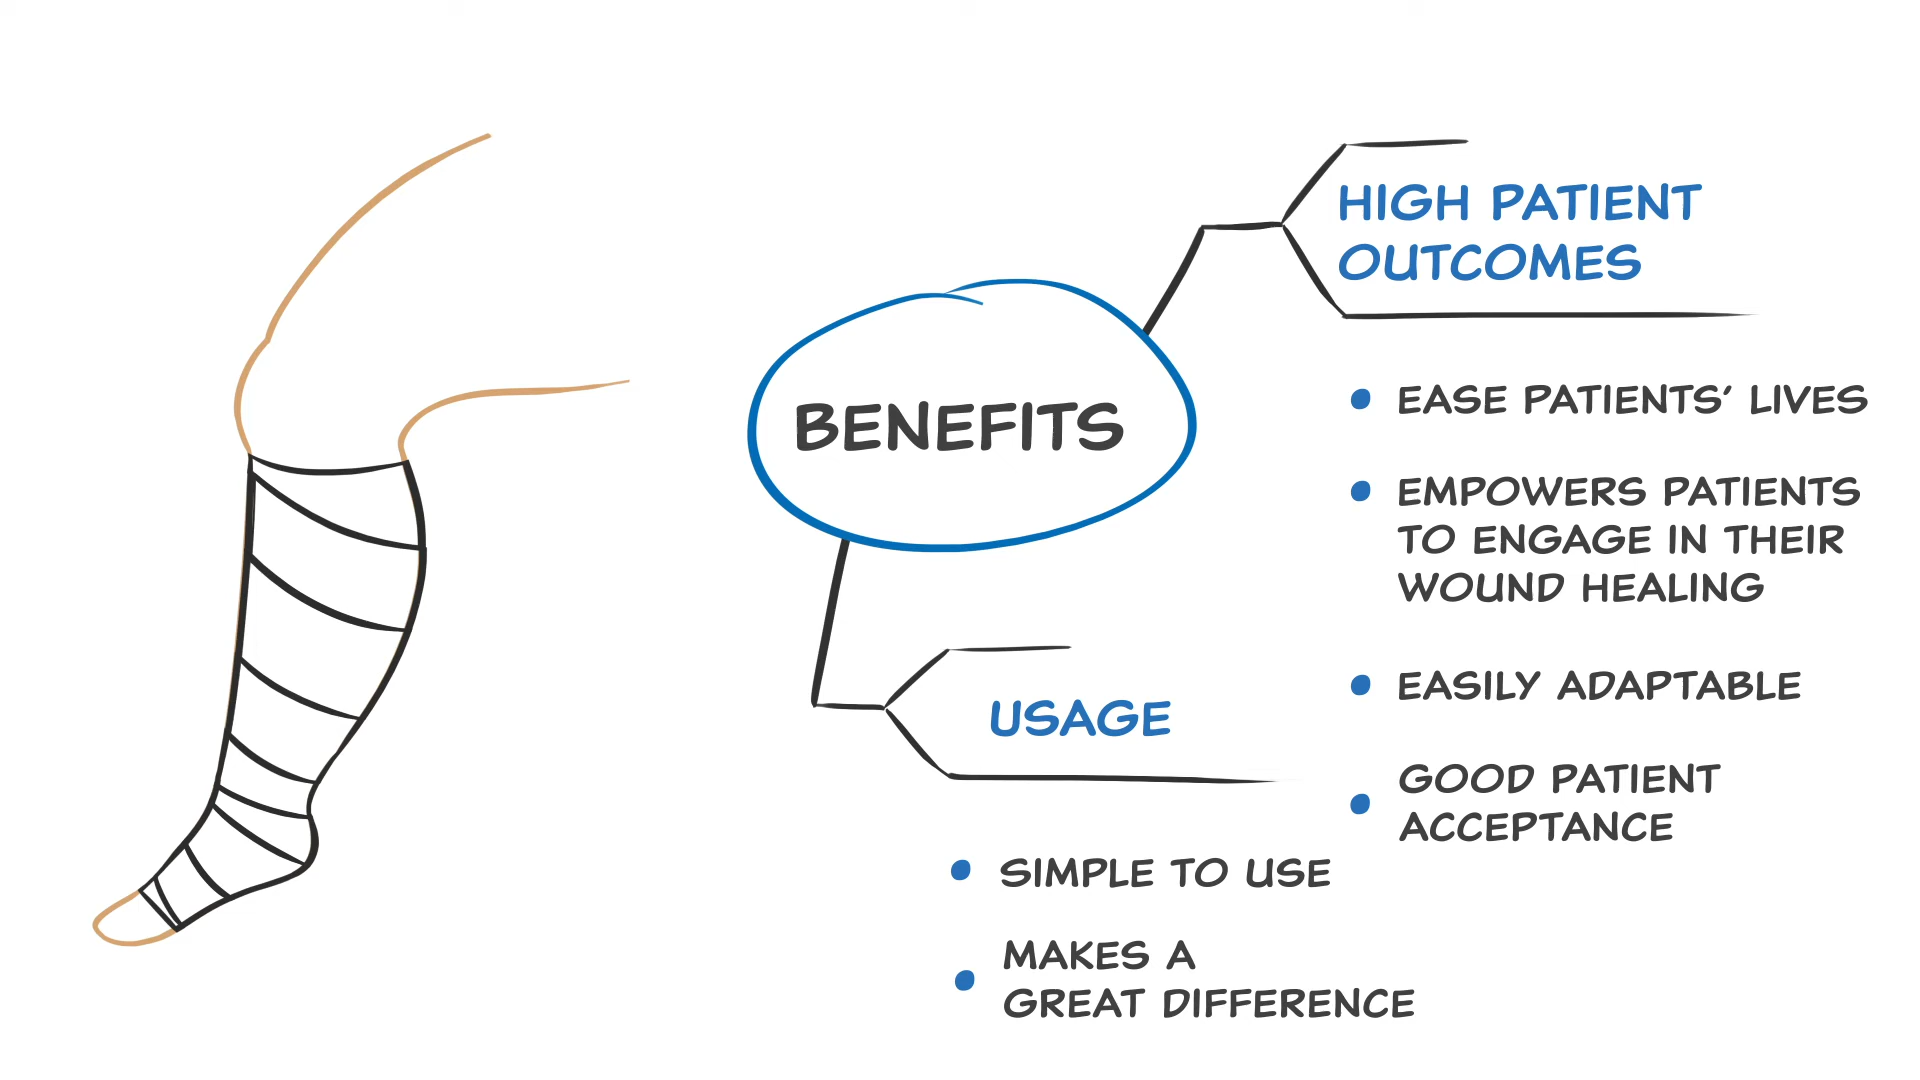 BENEFITS
HIGH PATIENT
OUTCOMES
EASE PATIENTS’ LIVES
EMPOWERS PATIENTS
TO ENGAGE IN THEIR
WOUND HEALING
EASILY ADAPTABLE
GOOD PATIENT
ACCEPTANCE
USAGE
SIMPLE TO USE
MAKES A
GREAT DIFFERENCE